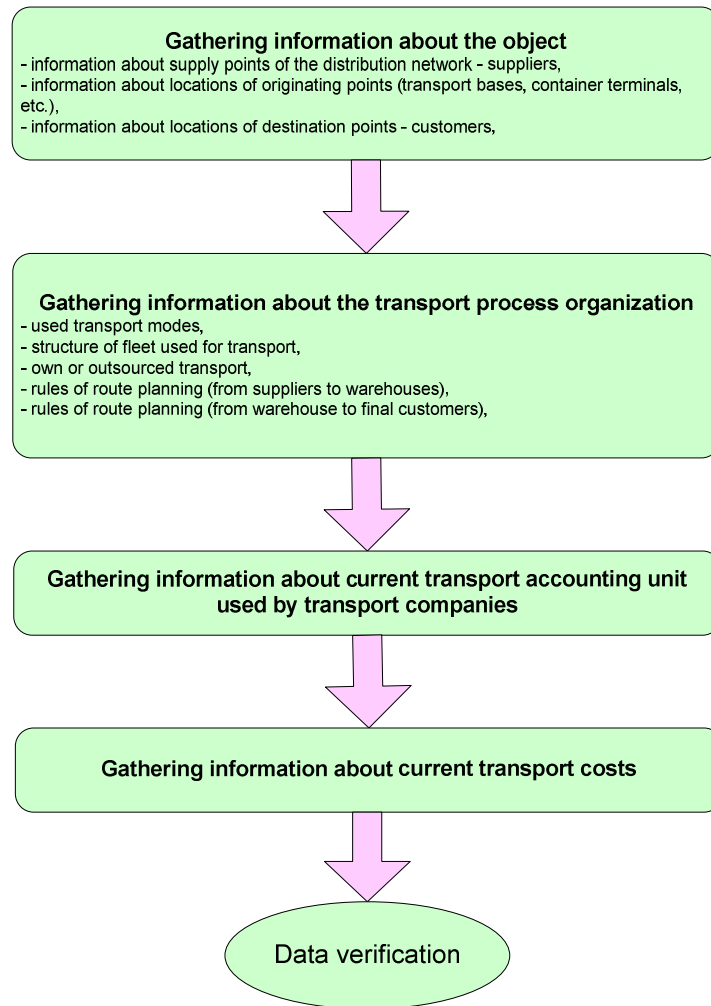 Gathering information about the object
- information about supply points of the distribution network - suppliers,
- information about locations of originating points (transport bases, container terminals,
etc.),
- information about locations of destination points - customers,
Gathering information about the transport process organization
- used transport modes,
- structure of fleet used for transport,
- own or outsourced transport,
- rules of route planning (from suppliers to warehouses),
- rules of route planning (from warehouse to final customers),
Gathering information about current transport accounting unit
used by transport companies
Gathering information about current transport costs
Data verification